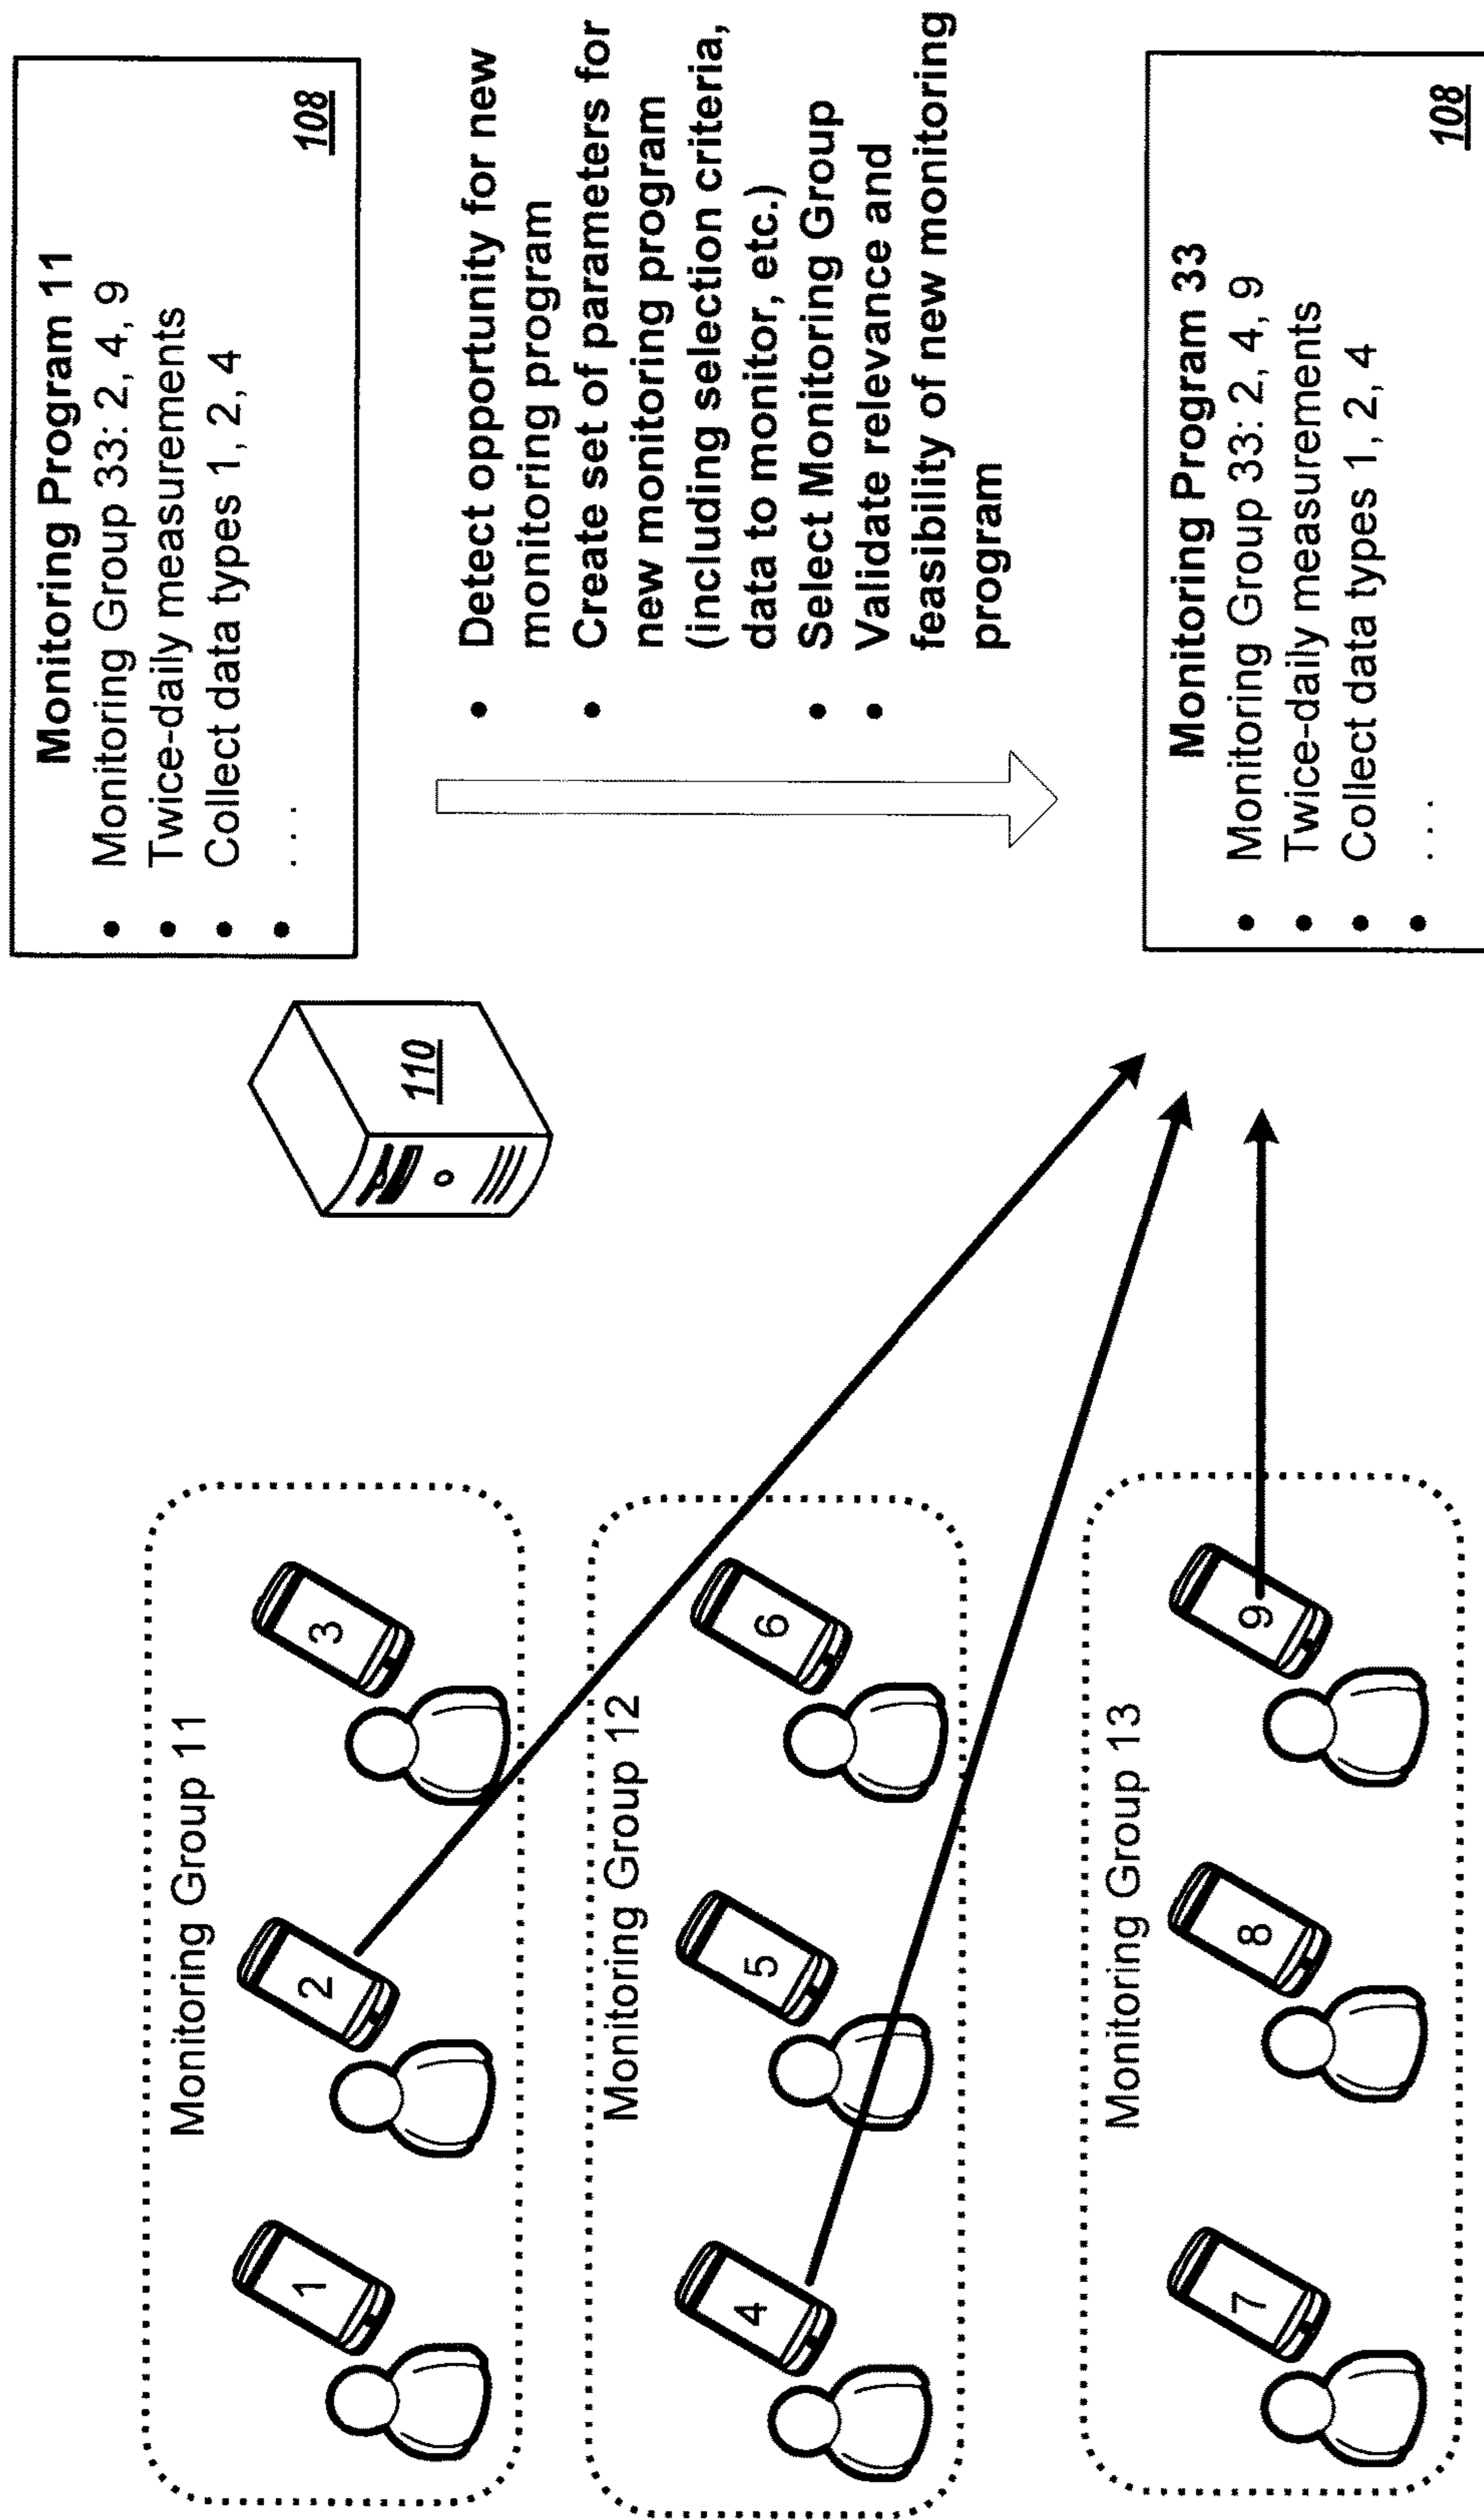 Monitoring Group 11
1
2
3
Monitoring Group 12
4
5
6
Monitoring Group 13
7
8
9
110
Monitoring Program 11
• Monitoring Group 33: 2, 4, 9
• Twice-daily measurements
• Collect data types 1, 2, 4
• . . .
108
• Detect opportunity for new
monitoring program
• Create set of parameters for
new monitoring program
(including selection criteria,
data to monitor, etc.)
• Select Monitoring Group
• Validate relevance and
feasibility of new monitoring
program
Monitoring Program 33
• Monitoring Group 33: 2, 4, 9
• Twice-daily measurements
• Collect data types 1, 2, 4
• . . .
108